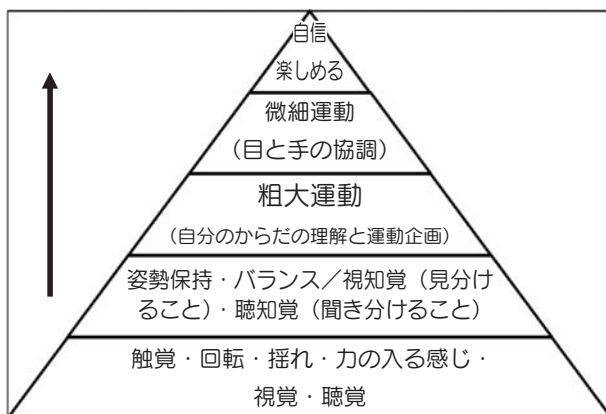 自信
楽しめる
微細運動
（目と手の協調）
粗大運動
（自分のからだの理解と運動企画）
姿勢保持・バランス／視知覚（見分け
ること）・聴知覚（聞き分けること）
触覚・回転・揺れ・力の入る感じ・
視覚・聴覚